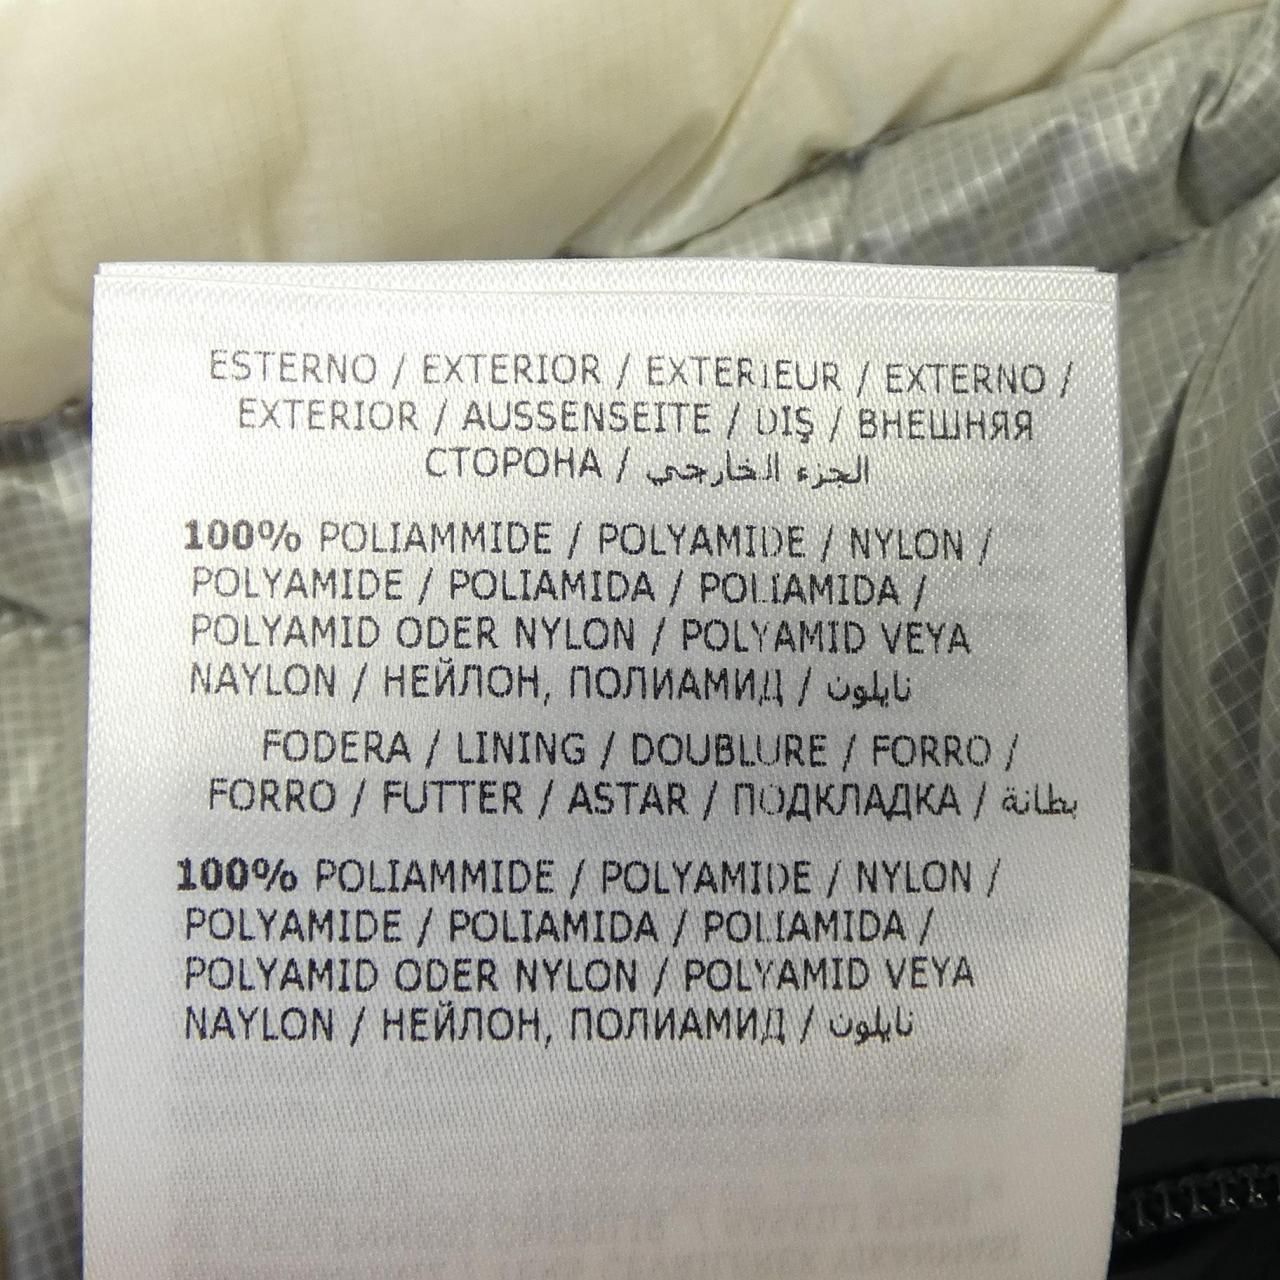 ESTERNO / EXTERIOR / EXTERIEUR / EXTERNO /
EXTERIOR / AUSSENSEITE / DIŞ / ВНЕШНЯЯ
СТОРОНА / الجزء الخارجي
100% POLIAMMIDE / POLYAMIDE / NYLON /
POLYAMIDE / POLIAMIDA / POLIAMIDA /
POLYAMID ODER NYLON / POLYAMID VEYA
NAYLON / НЕЙЛОН, ПОЛИАМИД / نايلون
FODERA / LINING / DOUBLURE / FORRO /
FORRO / FUTTER / ASTAR / ПОДКЛАДКА / بطانة
100% POLIAMMIDE / POLYAMIDE / NYLON /
POLYAMIDE / POLIAMIDA / POLIAMIDA /
POLYAMID ODER NYLON / POLYAMID VEYA
NAYLON / НЕЙЛОН, ПОЛИАМИД / نايلون